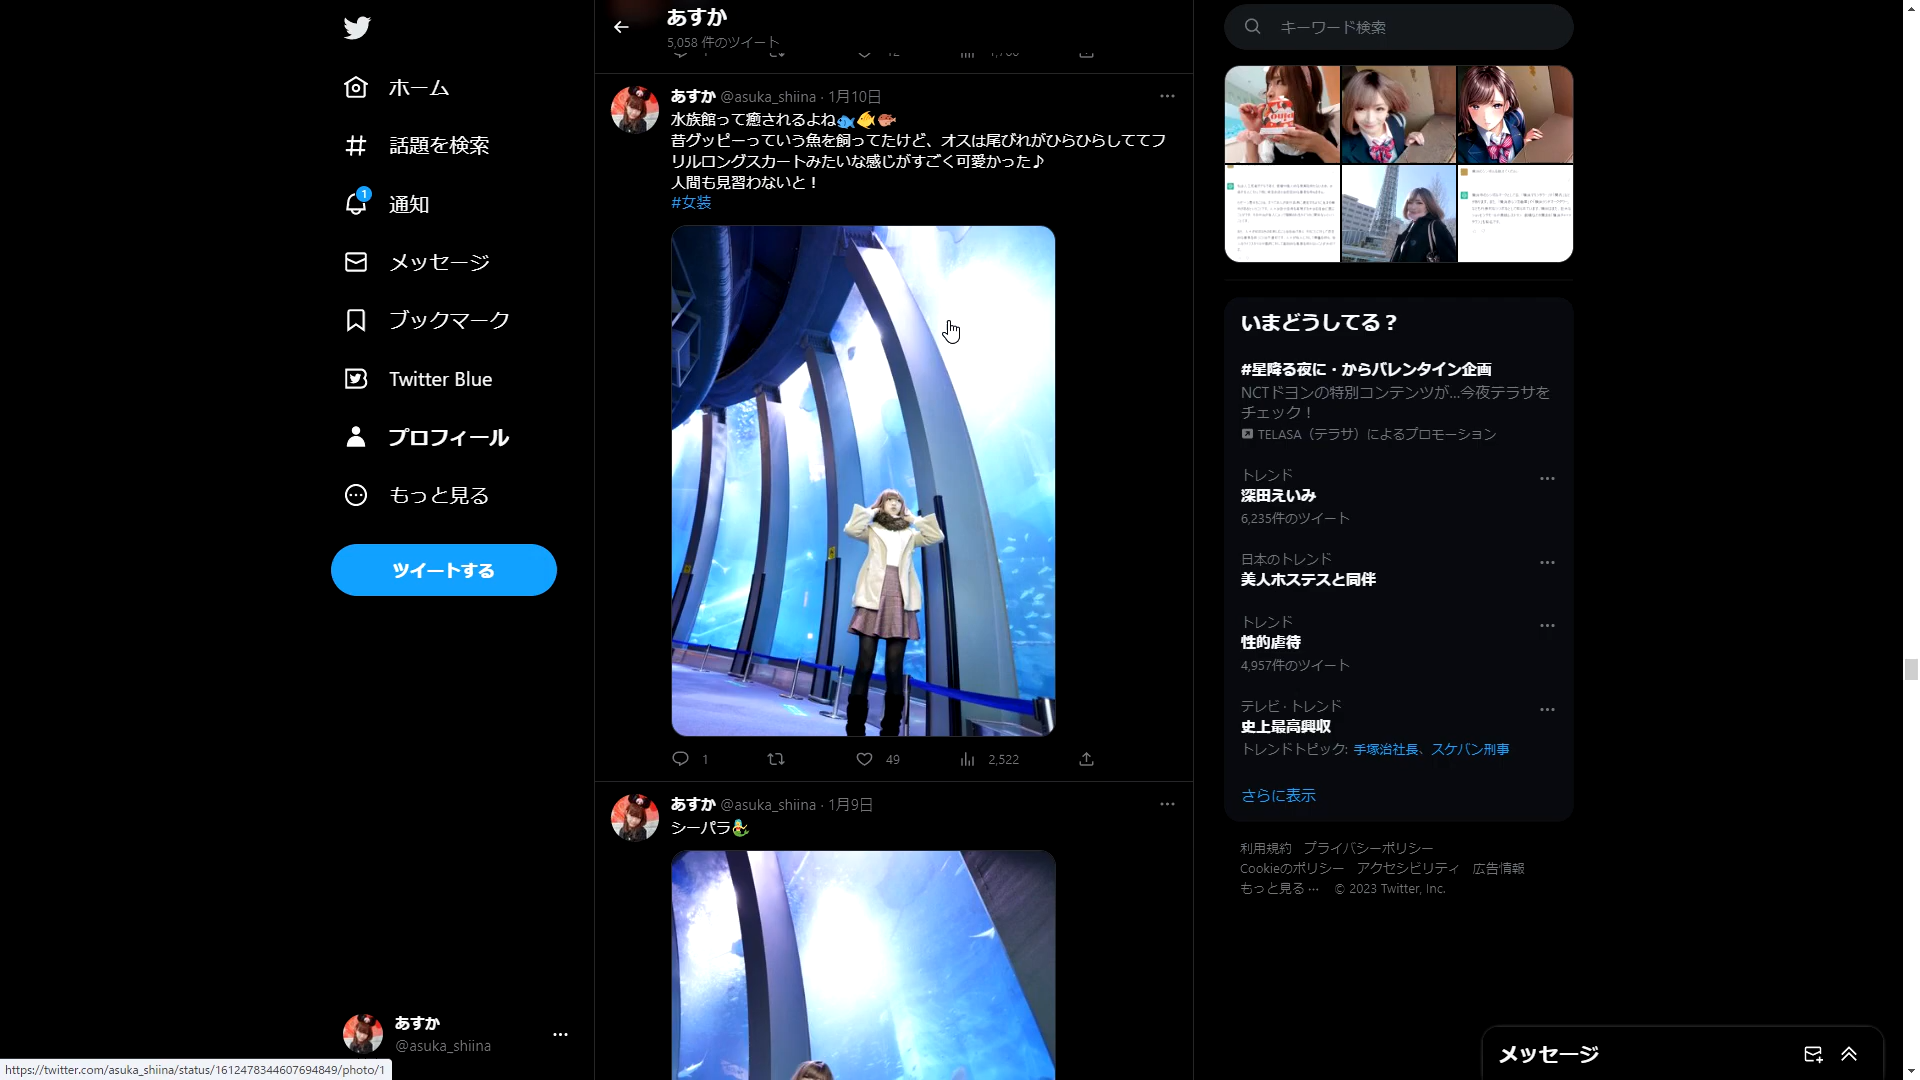 ホーム
話題を検索
1
通知
メッセージ
ブックマーク
Twitter Blue
プロフィール
もっと見る
ツイートする
あすか
@asuka_shiina
https://twitter.com/asuka_shiina/status/1612478344607694849/photo/1
あすか
5,058 件のツイート
あすか @asuka_shiina · 1月10日
水族館って癒されるよね🐟🐠🐡
昔グッピーっていう魚を飼ってたけど、オスは尾びれがひらひらしててフ
リルロングスカートみたいな感じがすごく可愛かった♪
人間も見習わないと！
#女装
1
49
2,522
あすか @asuka_shiina · 1月9日
シーパラ🧜‍♀️
キーワード検索
いまどうしてる？
#星降る夜に・からバレンタイン企画
NCTドヨンの特別コンテンツが...今夜テラサを
チェック！
TELASA（テラサ）によるプロモーション
トレンド
深田えいみ
6,235件のツイート
日本のトレンド
美人ホステスと同伴
トレンド
性的虐待
4,957件のツイート
テレビ · トレンド
史上最高興収
トレンドトピック: 手塚治社長、スケバン刑事
さらに表示
利用規約 プライバシーポリシー
Cookieのポリシー アクセシビリティ 広告情報
もっと見る ··· © 2023 Twitter, Inc.
メッセージ